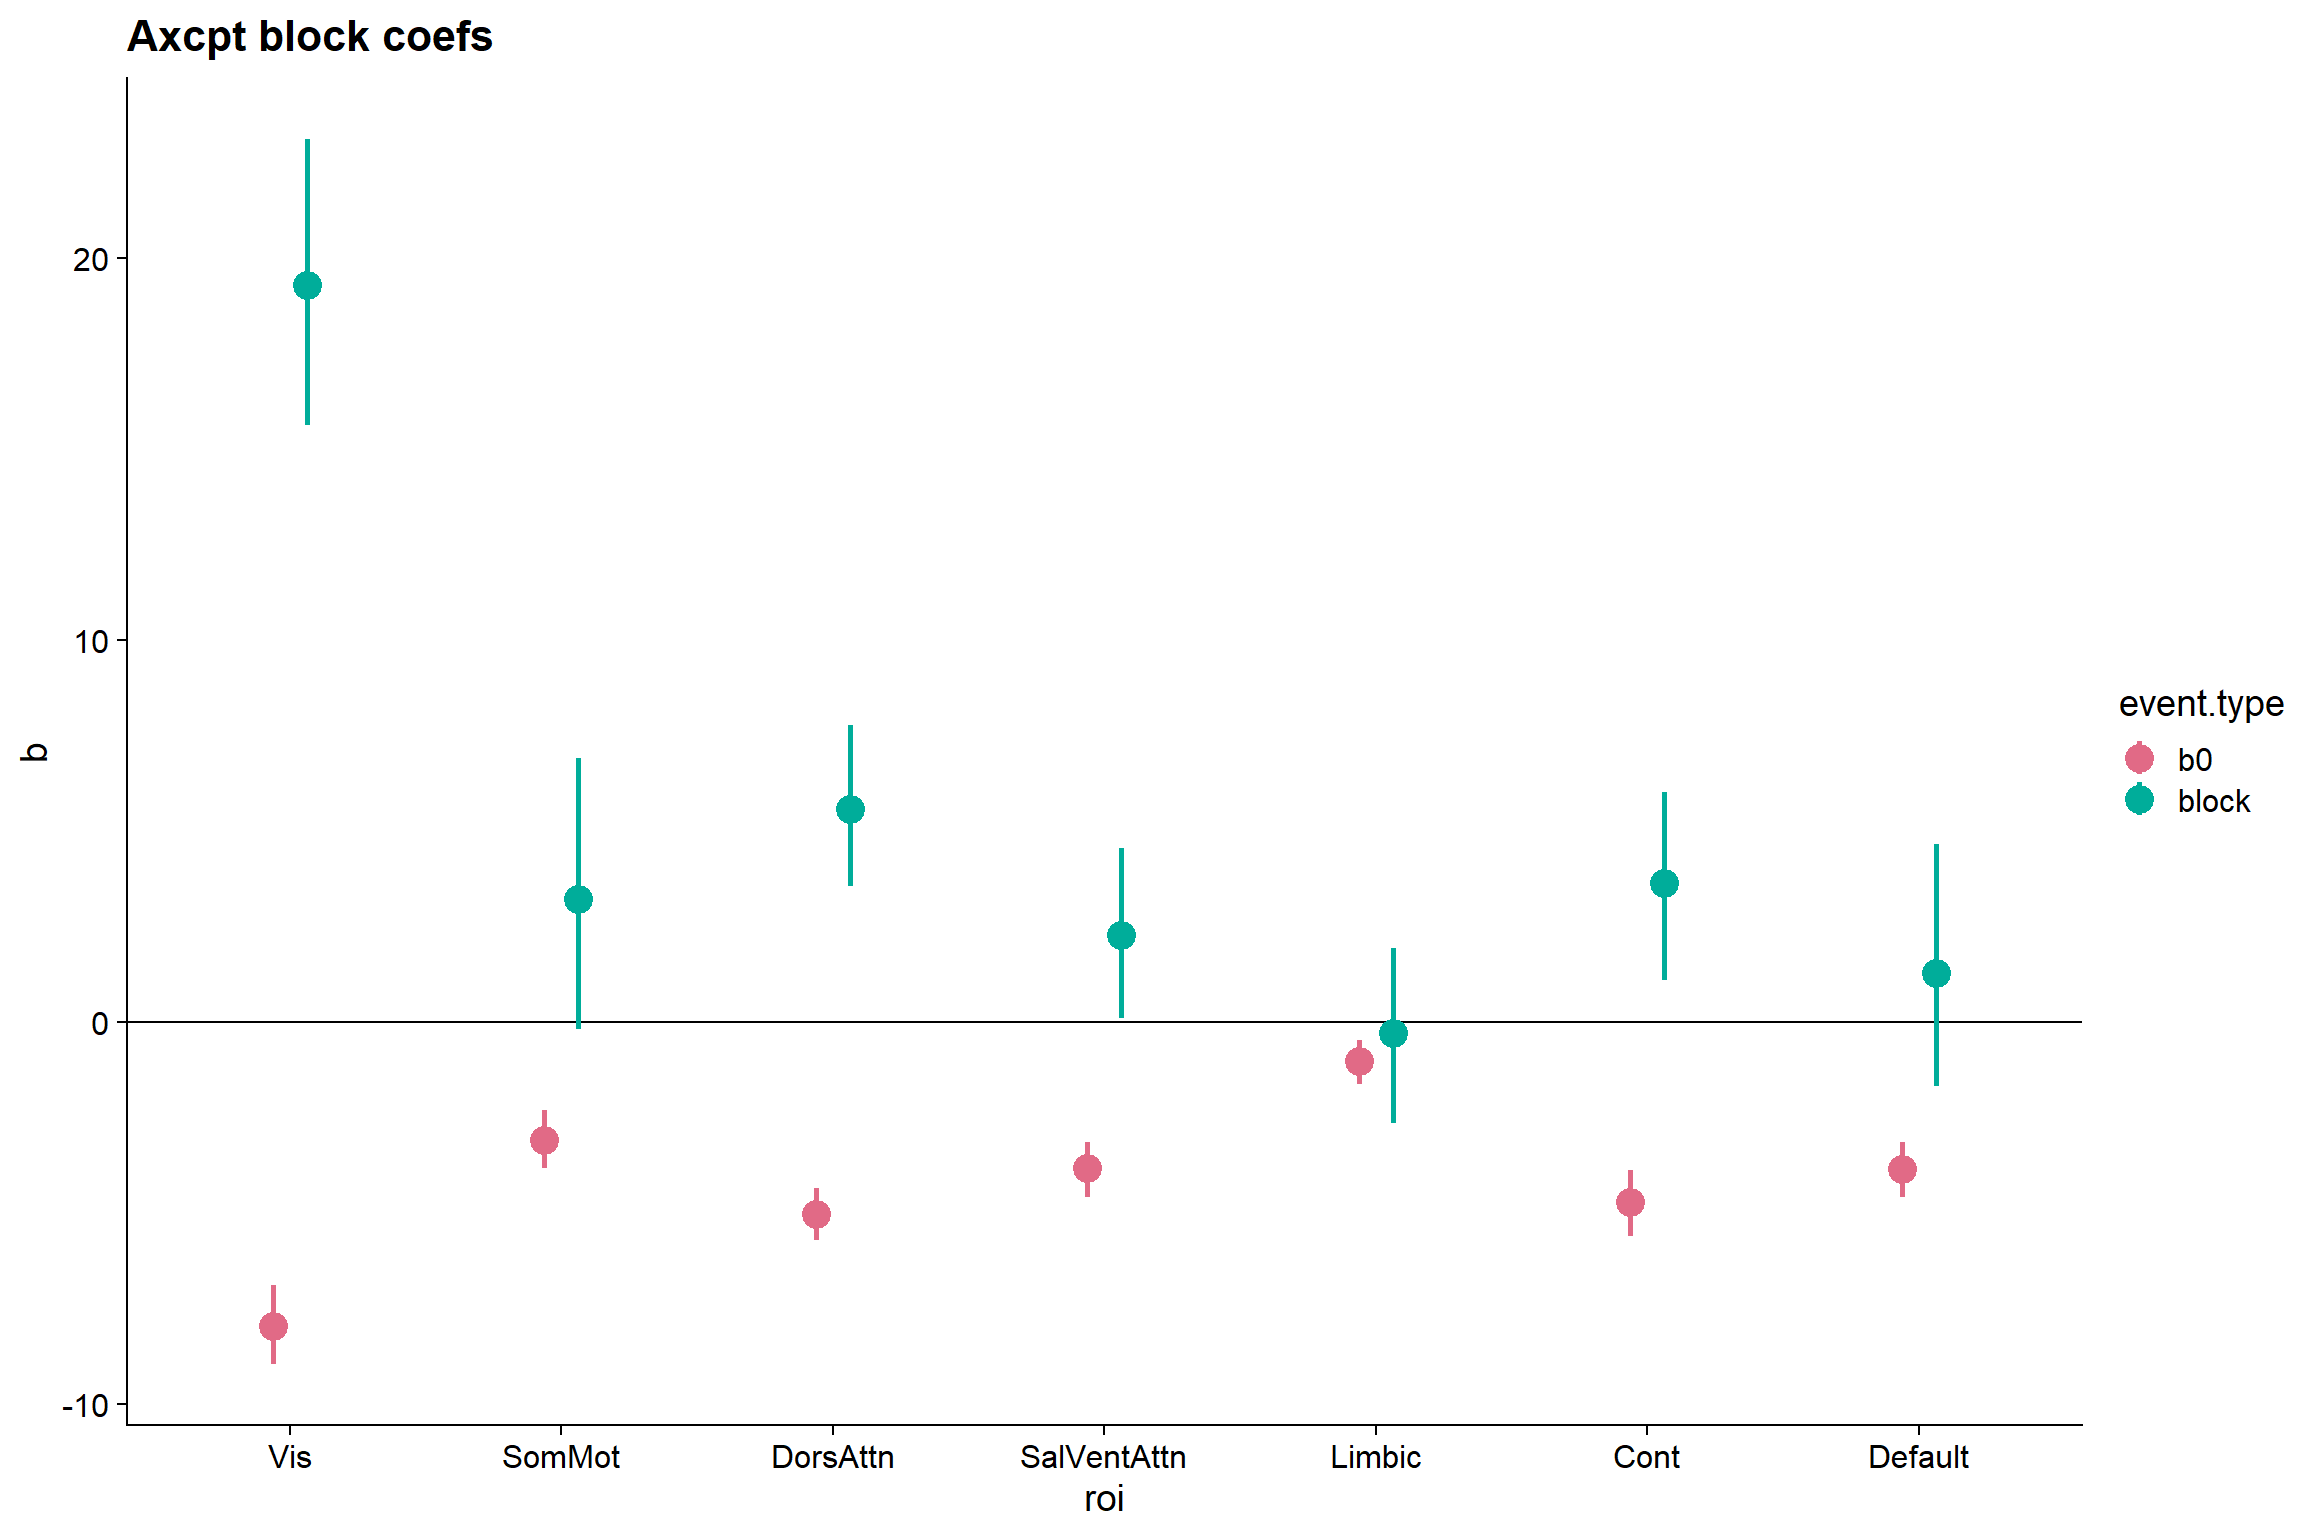 Axcpt block coefs
20
10
0
-10
b
Vis SomMot DorsAttn SalVentAttn Limbic Cont Default
roi
event.type
b0
block